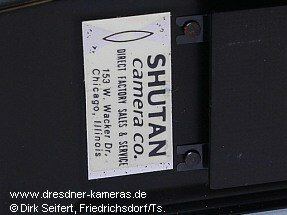 SHUTAN
camera co.
DIRECT FACTORY SALES & SERVICE
153 W. Wacker Dr.
Chicago, Illinois
www.dresdner-kameras.de
© Dirk Seifert, Friedrichsdorf/Ts.